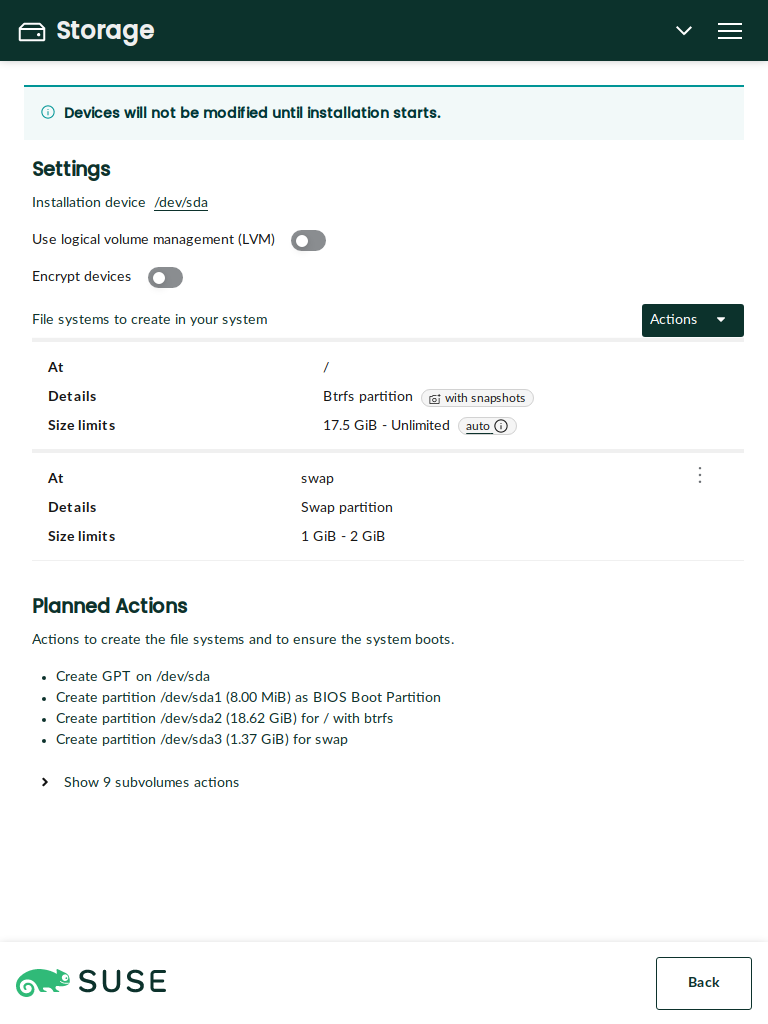 Storage
Devices will not be modified until installation starts.
Settings
Installation device /dev/sda
Use logical volume management (LVM)
Encrypt devices
File systems to create in your system
Actions
At /
Details Btrfs partition with snapshots
Size limits 17.5 GiB - Unlimited auto
At swap
Details Swap partition
Size limits 1 GiB - 2 GiB
Planned Actions
Actions to create the file systems and to ensure the system boots.
Create GPT on /dev/sda
Create partition /dev/sda1 (8.00 MiB) as BIOS Boot Partition
Create partition /dev/sda2 (18.62 GiB) for / with btrfs
Create partition /dev/sda3 (1.37 GiB) for swap
Show 9 subvolumes actions
SUSE
Back